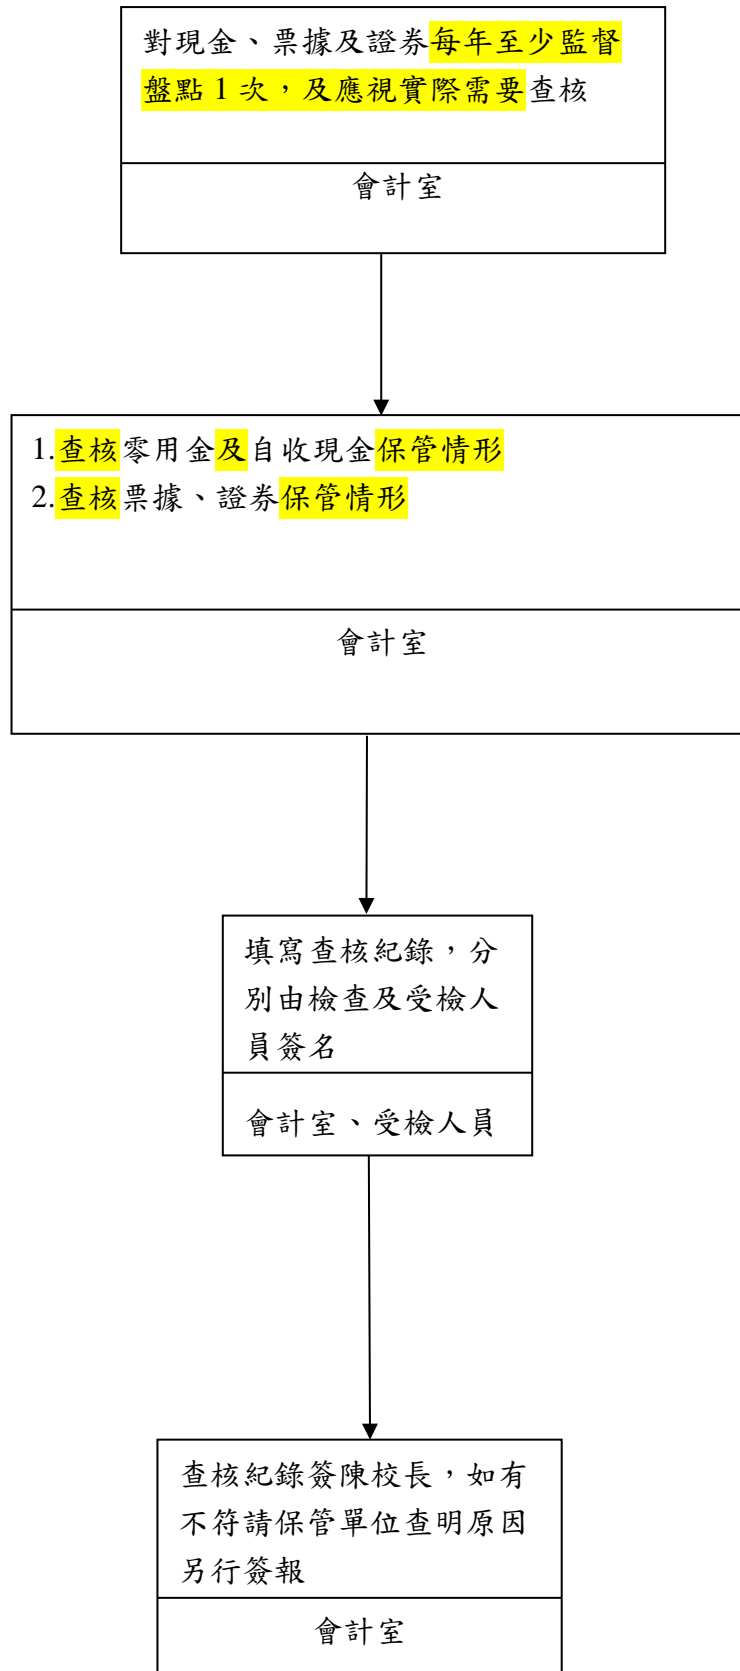 對現金、票據及證券每年至少監督
盤點 1 次，及應視實際需要查核
會計室
1.查核零用金及自收現金保管情形
2.查核票據、證券保管情形
會計室
填寫查核紀錄，分
別由檢查及受檢人
員簽名
會計室、受檢人員
查核紀錄簽陳校長，如有
不符請保管單位查明原因
另行簽報
會計室